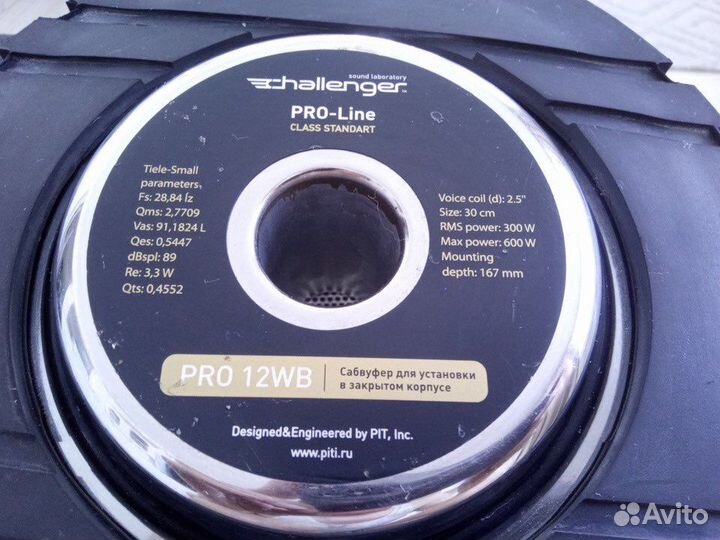 sound laboratory
challenger™
PRO-Line
CLASS STANDART
Tiele-Small
parameters,
Fs: 28,84 lz
Qms: 2,7709
Vas: 91,1824 L
Qes: 0,5447
dBspl: 89
Re: 3,3 W
Qts: 0,4552
Voice coil (d): 2.5"
Size: 30 cm
RMS power: 300 W
Max power: 600 W
Mounting
depth: 167 mm
PRO 12WB
Сабвуфер для установки
в закрытом корпусе
Designed&Engineered by PIT, Inc.
www.piti.ru
Avito